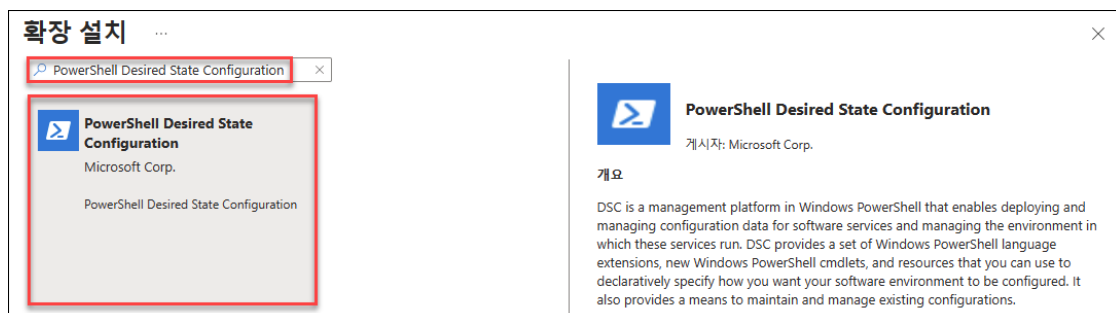 확장 설치 ...
PowerShell Desired State Configuration
PowerShell Desired State
Configuration
Microsoft Corp.
PowerShell Desired State Configuration
PowerShell Desired State Configuration
게시자: Microsoft Corp.
개요
DSC is a management platform in Windows PowerShell that enables deploying and
managing configuration data for software services and managing the environment in
which these services run. DSC provides a set of Windows PowerShell language
extensions, new Windows PowerShell cmdlets, and resources that you can use to
declaratively specify how you want your software environment to be configured. It
also provides a means to maintain and manage existing configurations.